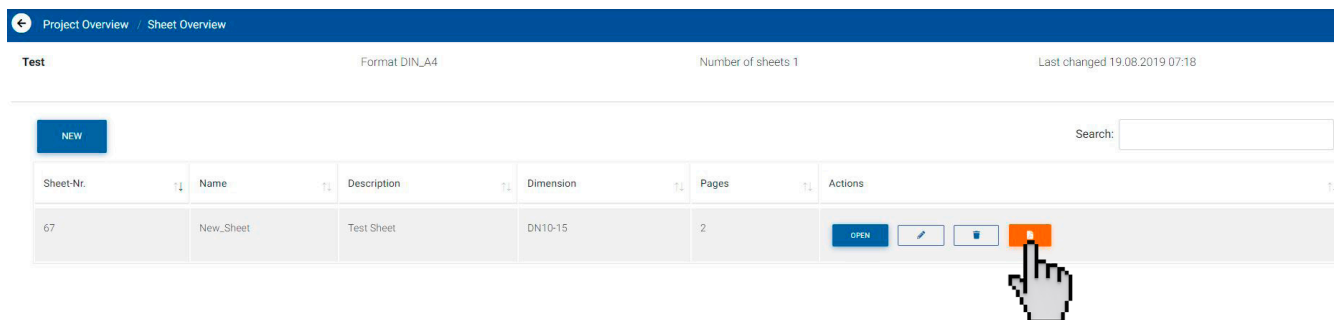 Project Overview / Sheet Overview
Test Format DIN_A4 Number of sheets 1 Last changed 19.08.2019 07:18
NEW Search:
Sheet-Nr. Name Description Dimension Pages Actions
67 New_Sheet Test Sheet DN10-15 2 OPEN